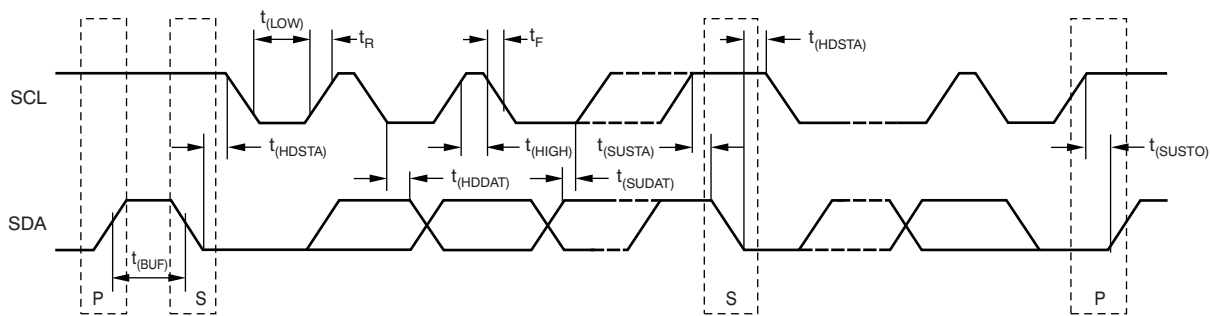 t(LOW)
tR
tF
t(HDSTA)
SCL
t(HDSTA)
t(HIGH)
t(SUSTA)
t(SUSTO)
t(HDDAT)
t(SUDAT)
SDA
t(BUF)
P
S
S
P